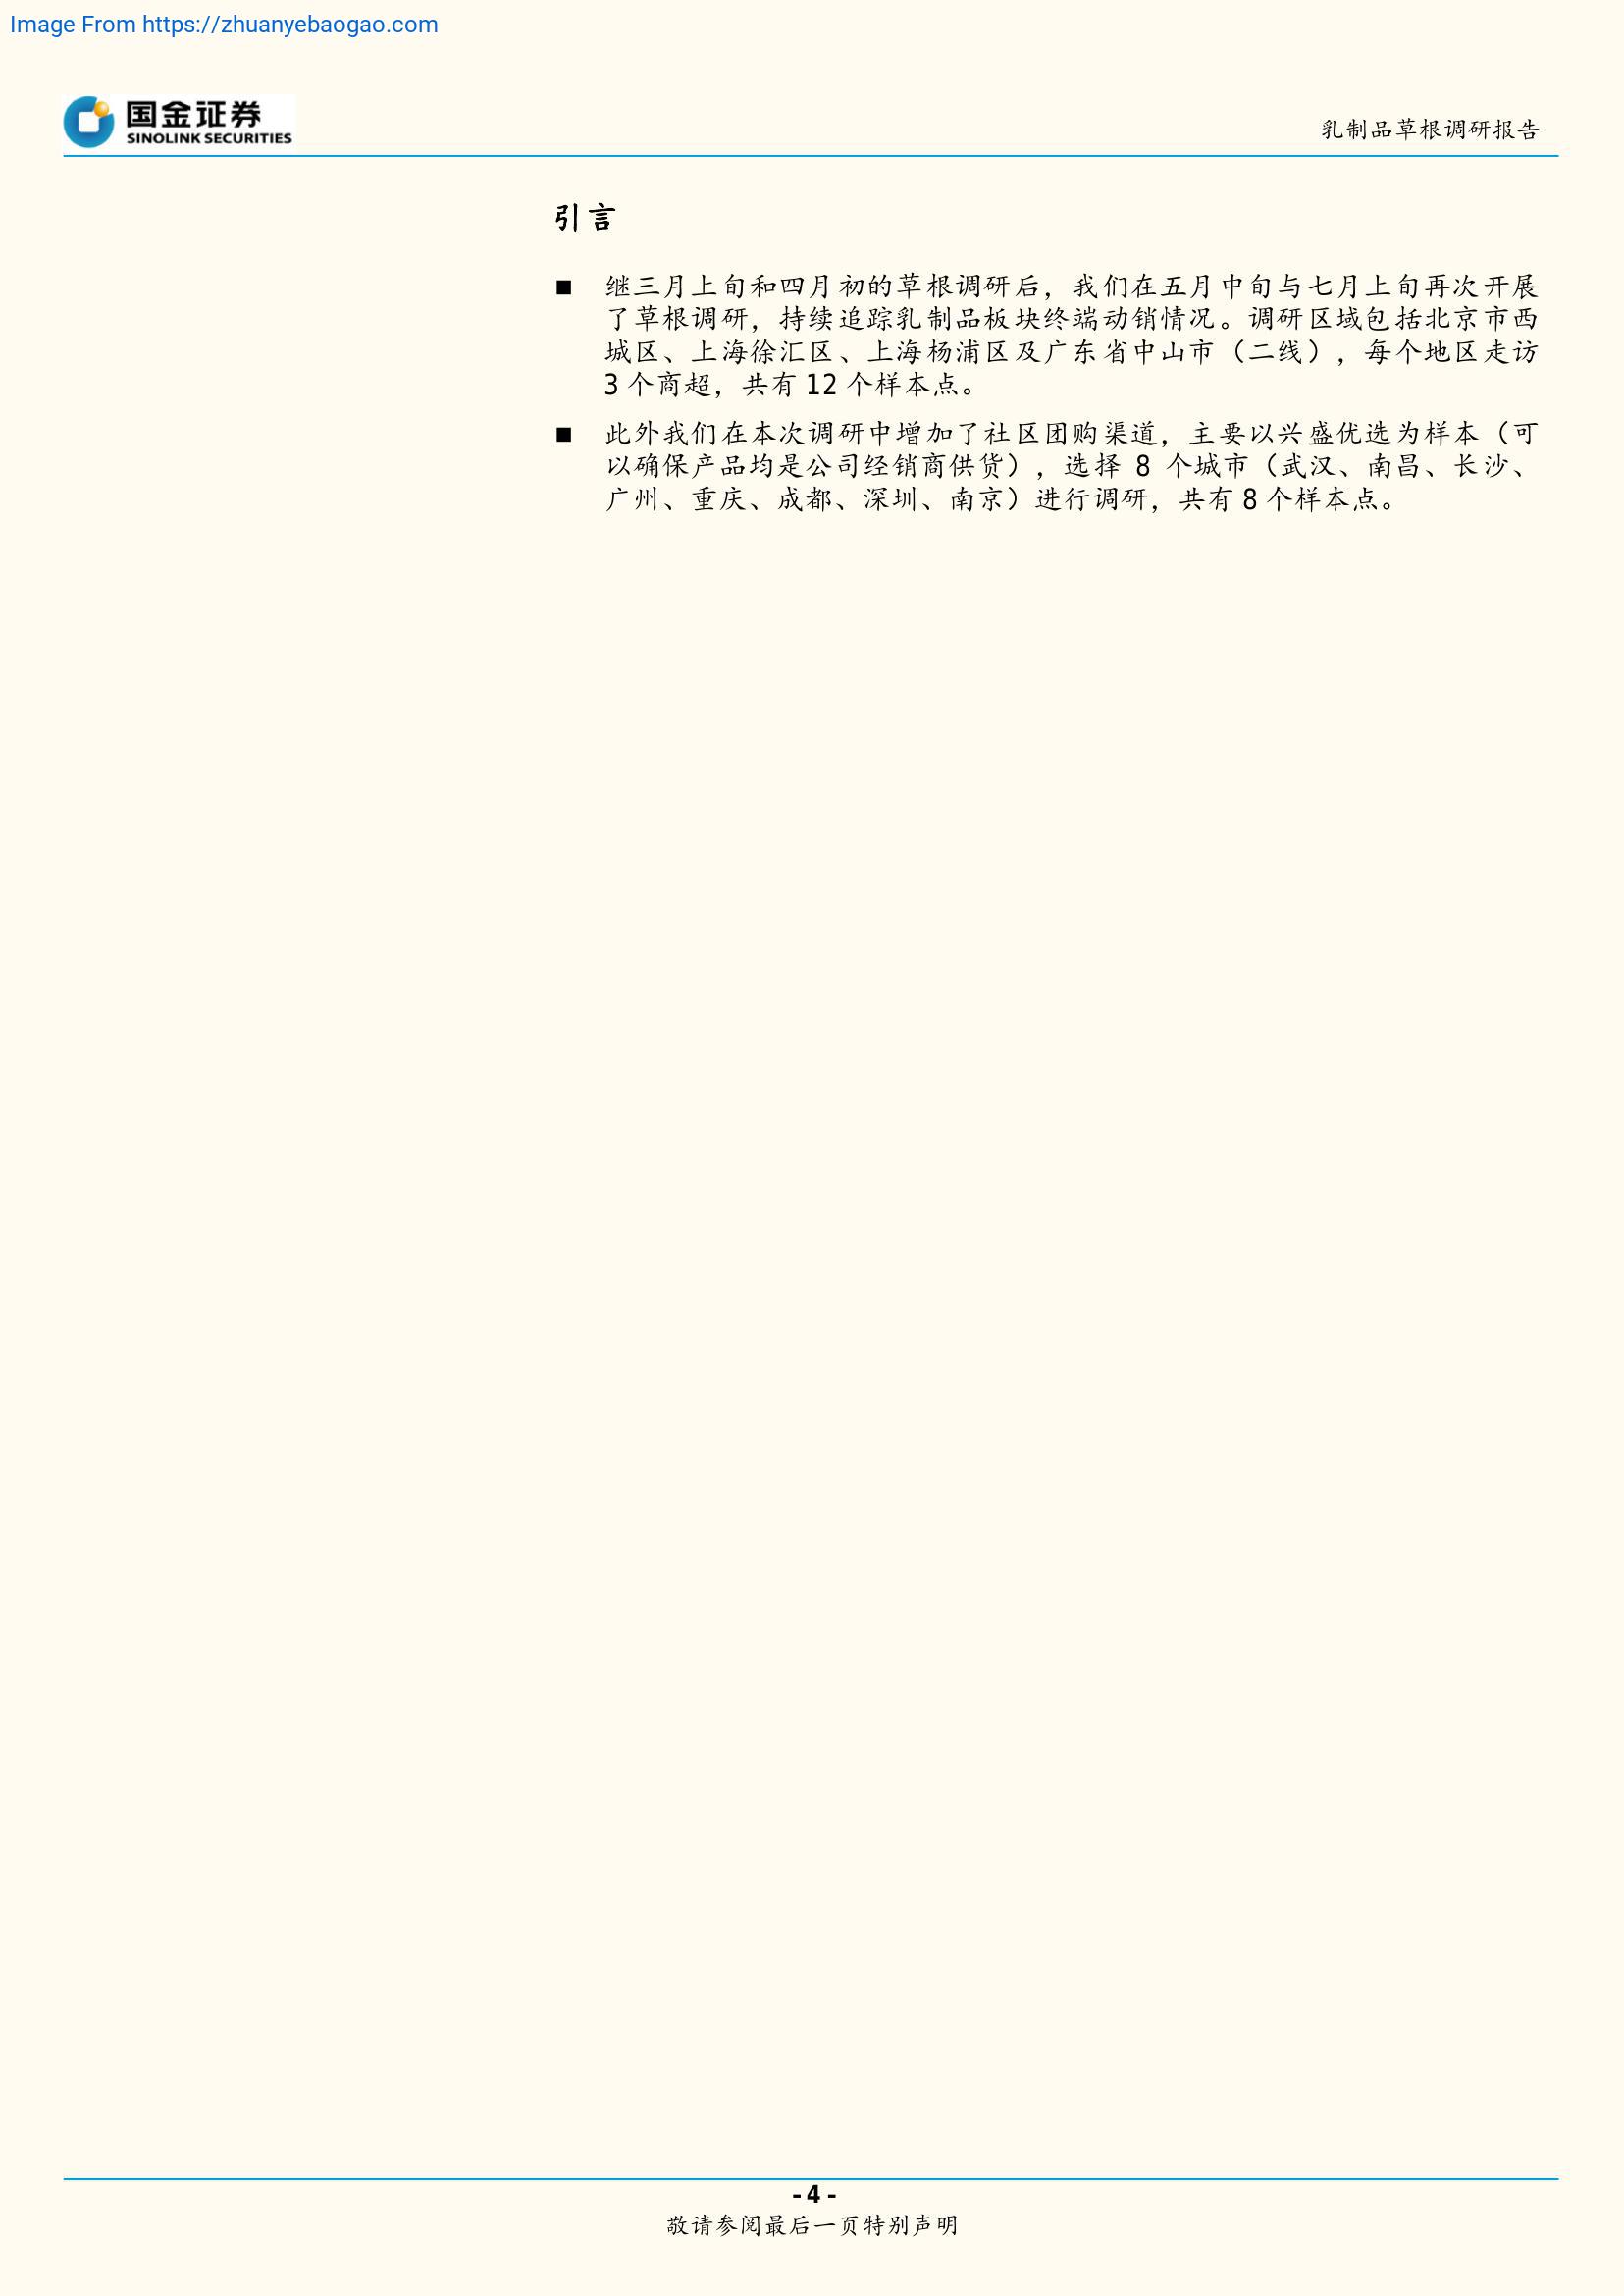 Image From https://zhuanyebaogao.com
国金证券
SINOLINK SECURITIES
乳制品草根调研报告
引言
■ 继三月上旬和四月初的草根调研后，我们在五月中旬与七月上旬再次开展
了草根调研，持续追踪乳制品板块终端动销情况。调研区域包括北京市西
城区、上海徐汇区、上海杨浦区及广东省中山市（二线），每个地区走访
3 个商超，共有 12 个样本点。
■ 此外我们在本次调研中增加了社区团购渠道，主要以兴盛优选为样本（可
以确保产品均是公司经销商供货），选择 8 个城市（武汉、南昌、长沙、
广州、重庆、成都、深圳、南京）进行调研，共有 8 个样本点。
- 4 -
敬请参阅最后一页特别声明